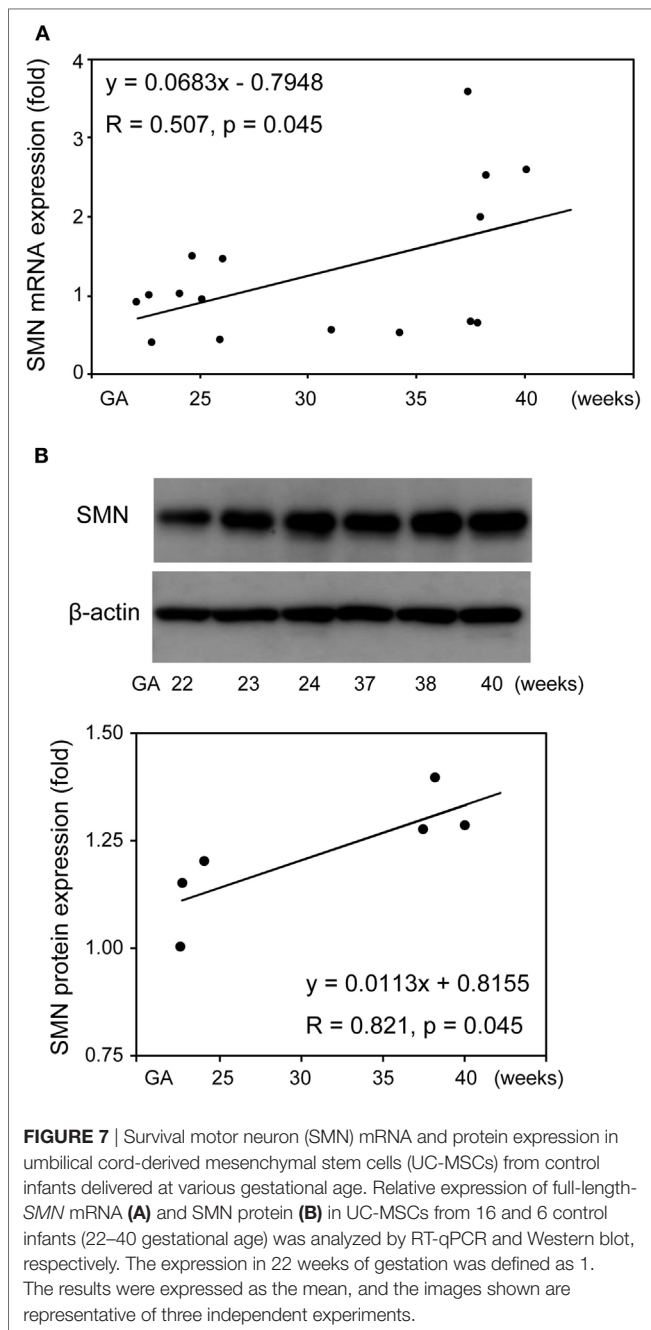 A
SMN mRNA expression (fold)
4
3
2
1
0
y = 0.0683x - 0.7948
R = 0.507, p = 0.045
GA 25 30 35 40 (weeks)
B
SMN
β-actin
GA 22 23 24 37 38 40 (weeks)
SMN protein expression (fold)
1.50
1.25
1.00
0.75
y = 0.0113x + 0.8155
R = 0.821, p = 0.045
GA 25 30 35 40 (weeks)
FIGURE 7 | Survival motor neuron (SMN) mRNA and protein expression in
umbilical cord-derived mesenchymal stem cells (UC-MSCs) from control
infants delivered at various gestational age. Relative expression of full-length-
SMN mRNA (A) and SMN protein (B) in UC-MSCs from 16 and 6 control
infants (22–40 gestational age) was analyzed by RT-qPCR and Western blot,
respectively. The expression in 22 weeks of gestation was defined as 1.
The results were expressed as the mean, and the images shown are
representative of three independent experiments.